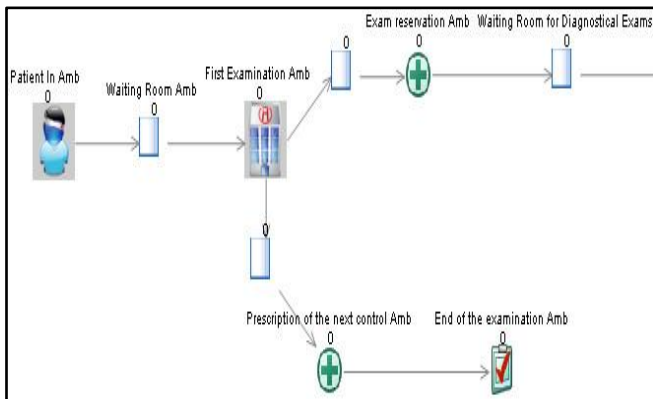 Exam reservation Amb
0
Waiting Room for Diagnostical Exams
0
0
Patient In Amb
0
Waiting Room Amb
0
First Examination Amb
0
0
Prescription of the next control Amb
0
End of the examination Amb
0